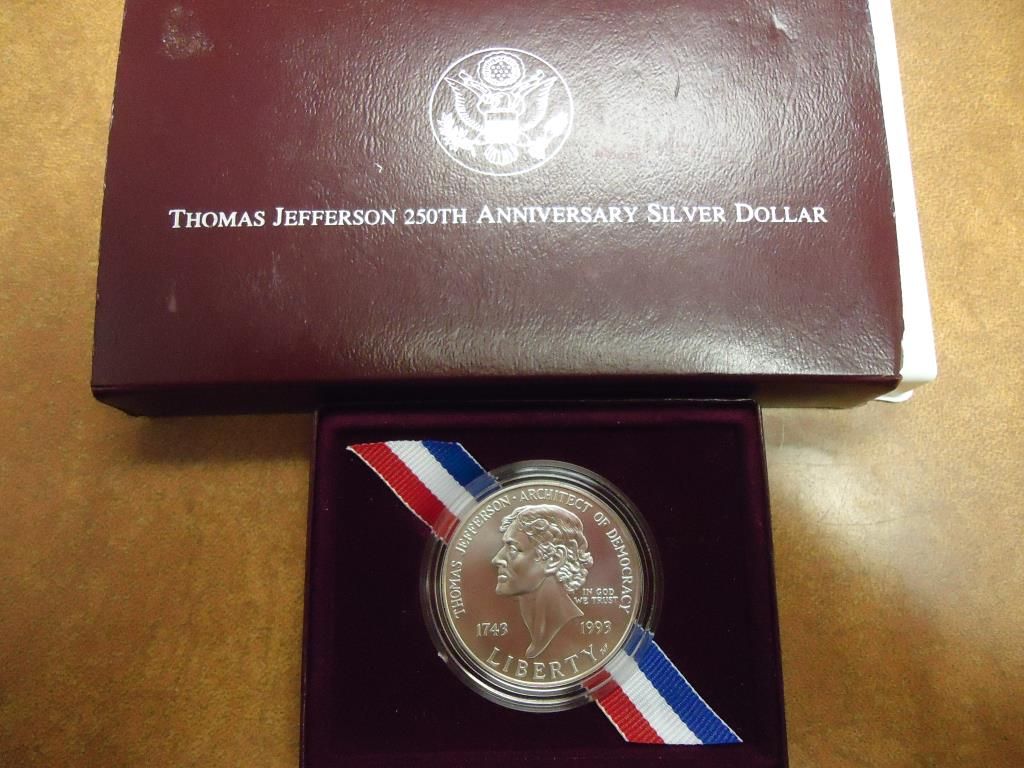 THOMAS JEFFERSON 250TH ANNIVERSARY SILVER DOLLAR
THOMAS JEFFERSON · ARCHITECT OF DEMOCRACY
IN GOD
WE TRUST
1743 1993
LIBERTY